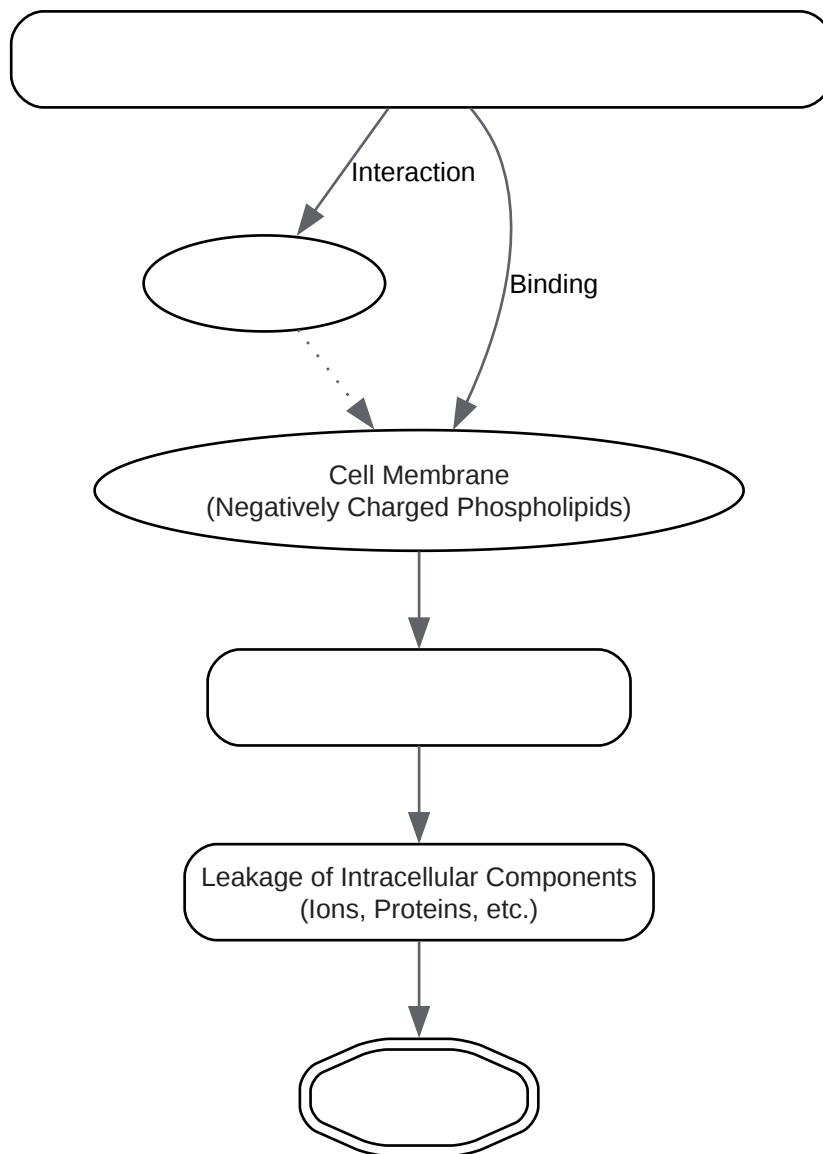 Interaction
Binding
Cell Membrane
(Negatively Charged Phospholipids)
Leakage of Intracellular Components
(Ions, Proteins, etc.)